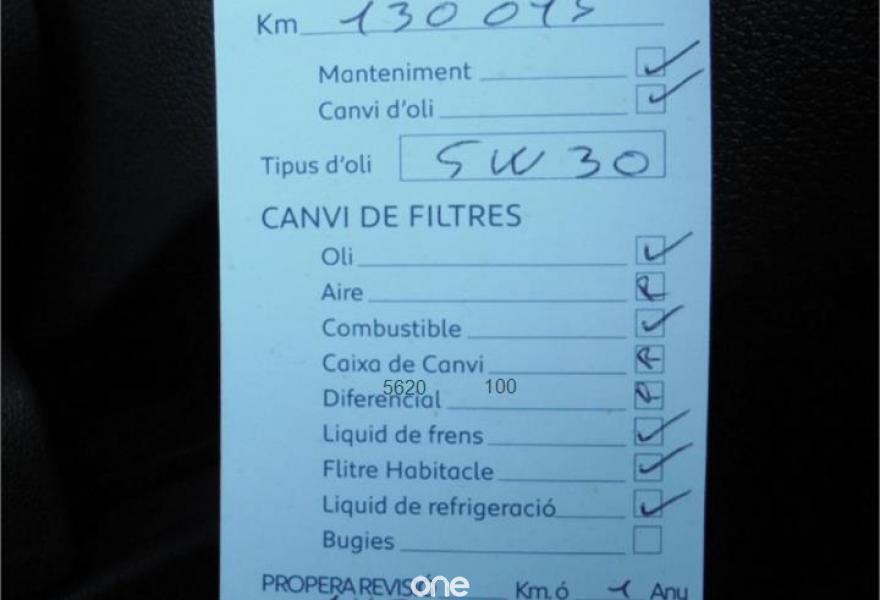 Km 130 075
Manteniment
Canvi d'oli
Tipus d'oli 5W30
CANVI DE FILTRES
Oli
Aire
Combustible
Caixa de Canvi
5620 100
Diferencial
Liquid de frens
Flitre Habitacle
Liquid de refrigeració
Bugies
PROPERA REVISIÓ Km. ó 1 Any
one